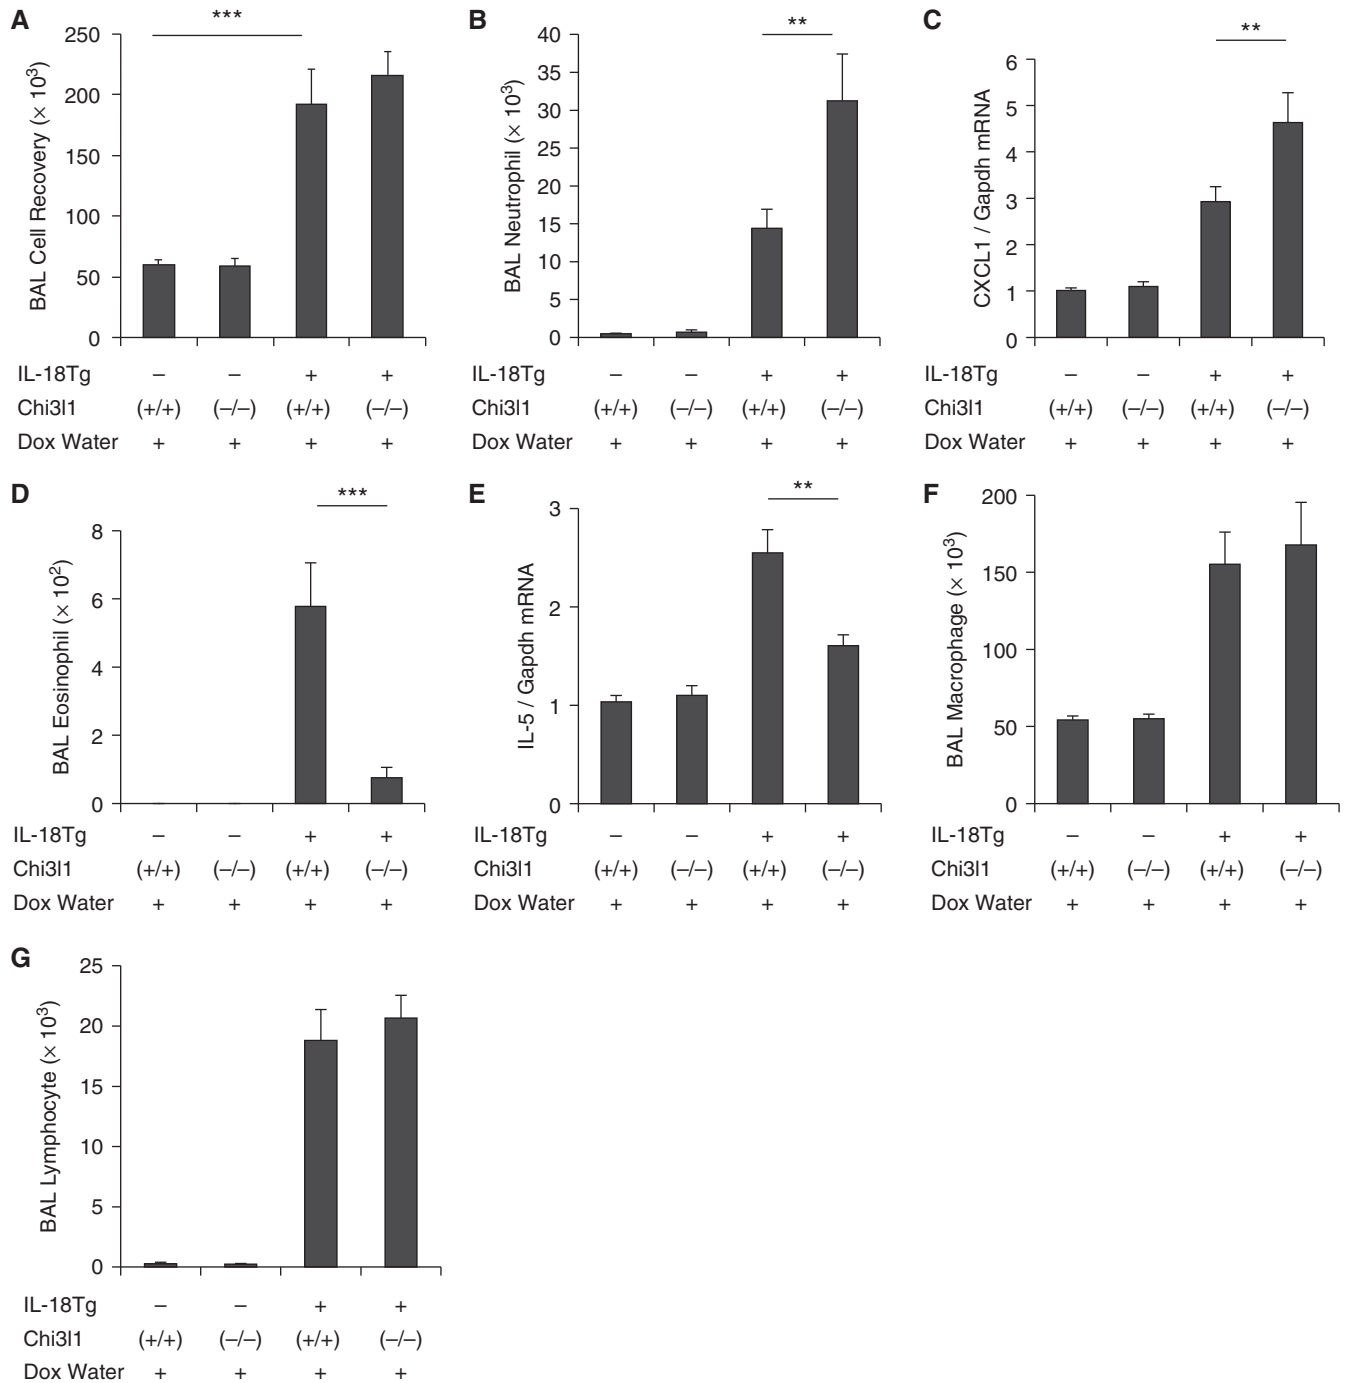 A
***
BAL Cell Recovery (× 10³)
250
200
150
100
50
0
IL-18Tg – – + +
Chi3l1 (+/+) (–/–) (+/+) (–/–)
Dox Water + + + +
B
**
BAL Neutrophil (× 10³)
40
35
30
25
20
15
10
5
0
IL-18Tg – – + +
Chi3l1 (+/+) (–/–) (+/+) (–/–)
Dox Water + + + +
C
**
CXCL1 / Gapdh mRNA
6
5
4
3
2
1
0
IL-18Tg – – + +
Chi3l1 (+/+) (–/–) (+/+) (–/–)
Dox Water + + + +
D
***
BAL Eosinophil (× 10²)
8
6
4
2
0
IL-18Tg – – + +
Chi3l1 (+/+) (–/–) (+/+) (–/–)
Dox Water + + + +
E
**
IL-5 / Gapdh mRNA
3
2
1
0
IL-18Tg – – + +
Chi3l1 (+/+) (–/–) (+/+) (–/–)
Dox Water + + + +
F
BAL Macrophage (× 10³)
200
150
100
50
0
IL-18Tg – – + +
Chi3l1 (+/+) (–/–) (+/+) (–/–)
Dox Water + + + +
G
BAL Lymphocyte (× 10³)
25
20
15
10
5
0
IL-18Tg – – + +
Chi3l1 (+/+) (–/–) (+/+) (–/–)
Dox Water + + + +